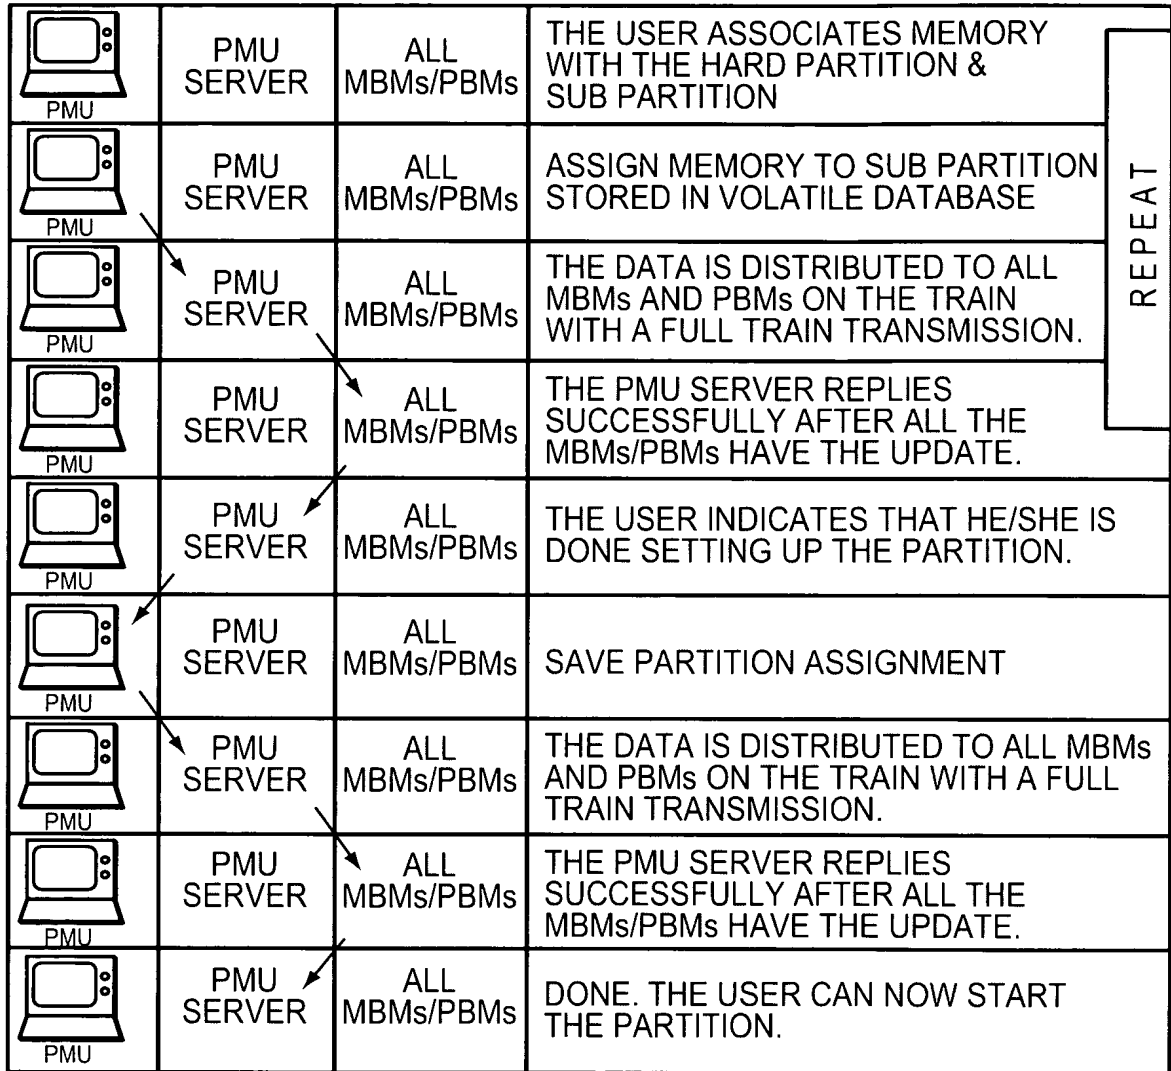 PMU
PMU
SERVER
ALL
MBMs/PBMs
THE USER ASSOCIATES MEMORY
WITH THE HARD PARTITION &
SUB PARTITION
REPEAT
PMU
PMU
SERVER
ALL
MBMs/PBMs
ASSIGN MEMORY TO SUB PARTITION
STORED IN VOLATILE DATABASE
PMU
PMU
SERVER
ALL
MBMs/PBMs
THE DATA IS DISTRIBUTED TO ALL
MBMs AND PBMs ON THE TRAIN
WITH A FULL TRAIN TRANSMISSION.
PMU
PMU
SERVER
ALL
MBMs/PBMs
THE PMU SERVER REPLIES
SUCCESSFULLY AFTER ALL THE
MBMs/PBMs HAVE THE UPDATE.
PMU
PMU
SERVER
ALL
MBMs/PBMs
THE USER INDICATES THAT HE/SHE IS
DONE SETTING UP THE PARTITION.
PMU
PMU
SERVER
ALL
MBMs/PBMs
SAVE PARTITION ASSIGNMENT
PMU
PMU
SERVER
ALL
MBMs/PBMs
THE DATA IS DISTRIBUTED TO ALL MBMs
AND PBMs ON THE TRAIN WITH A FULL
TRAIN TRANSMISSION.
PMU
PMU
SERVER
ALL
MBMs/PBMs
THE PMU SERVER REPLIES
SUCCESSFULLY AFTER ALL THE
MBMs/PBMs HAVE THE UPDATE.
PMU
PMU
SERVER
ALL
MBMs/PBMs
DONE. THE USER CAN NOW START
THE PARTITION.